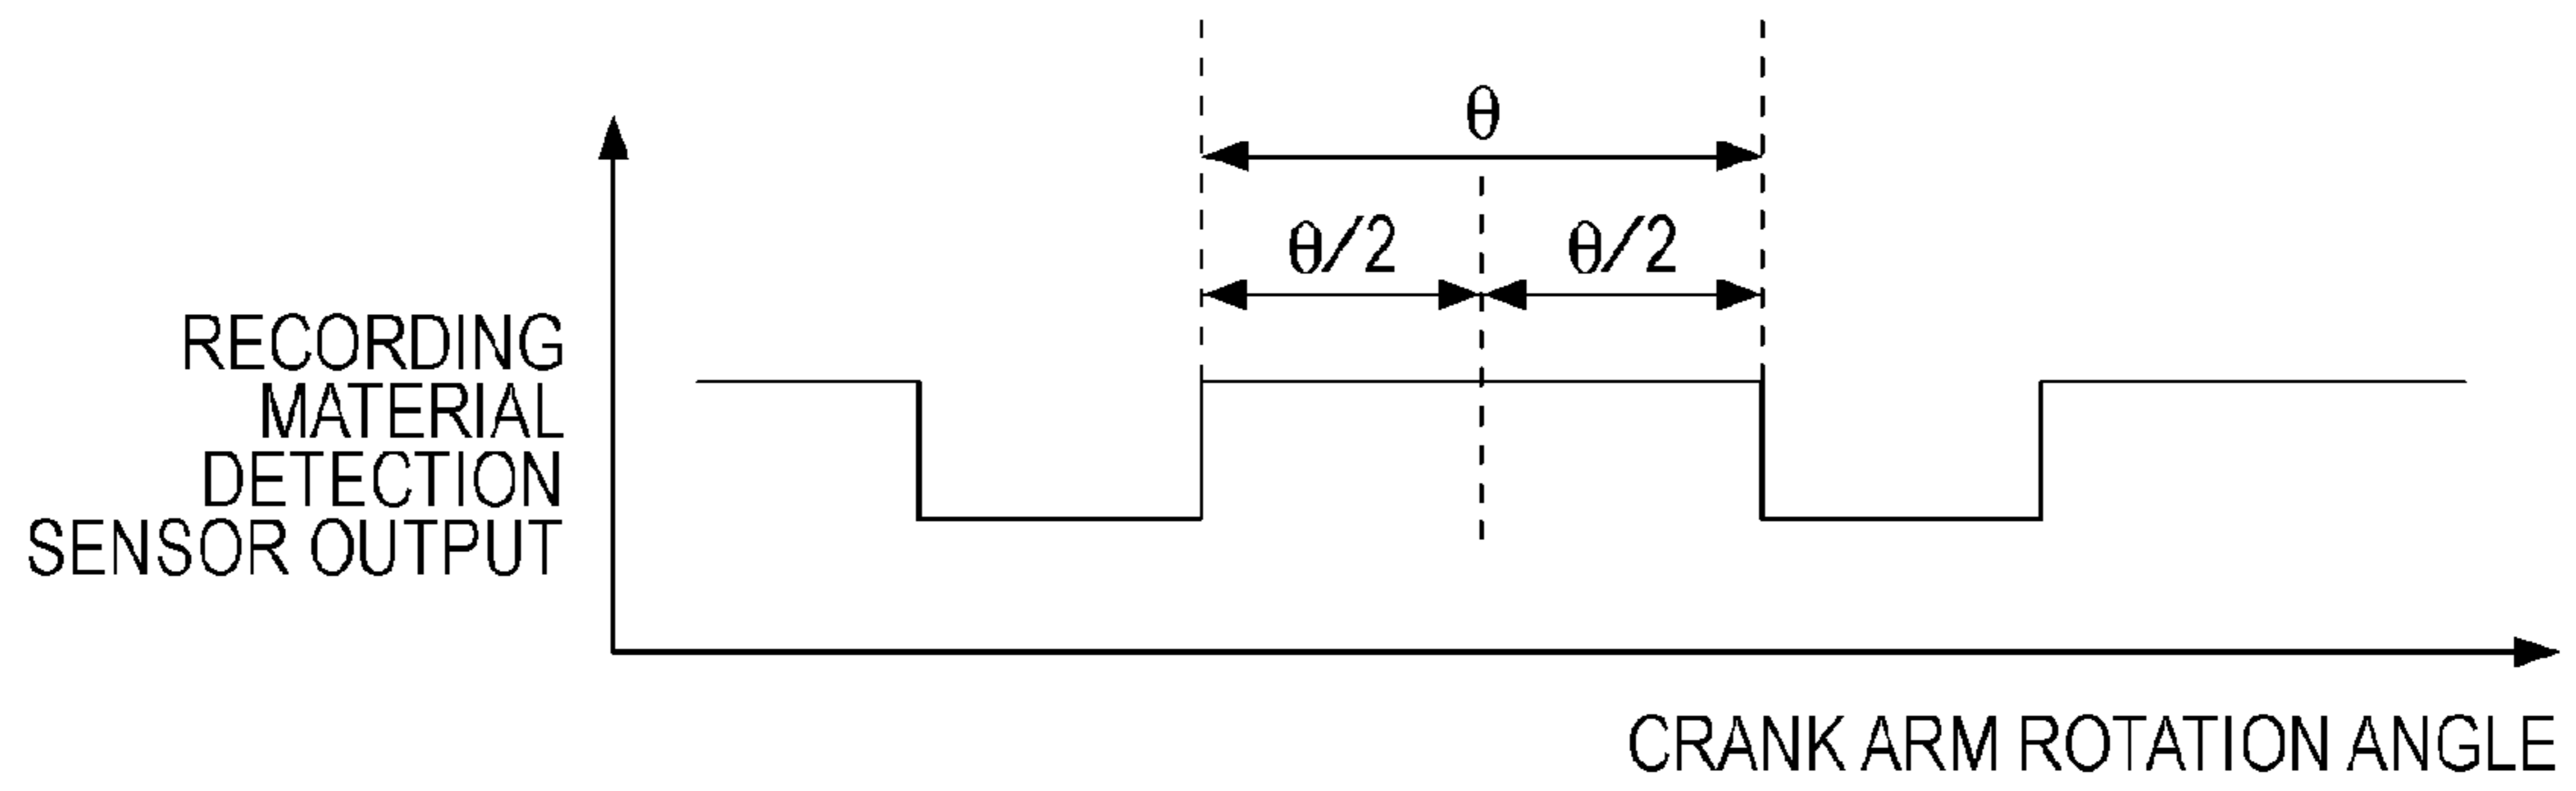 θ
θ/2 θ/2
RECORDING
MATERIAL
DETECTION
SENSOR OUTPUT
CRANK ARM ROTATION ANGLE